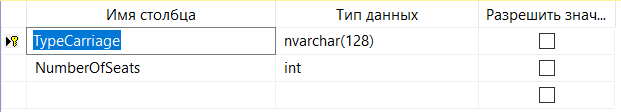 Имя столбца Тип данных Разрешить знач...
TypeCarriage nvarchar(128)
NumberOfSeats int